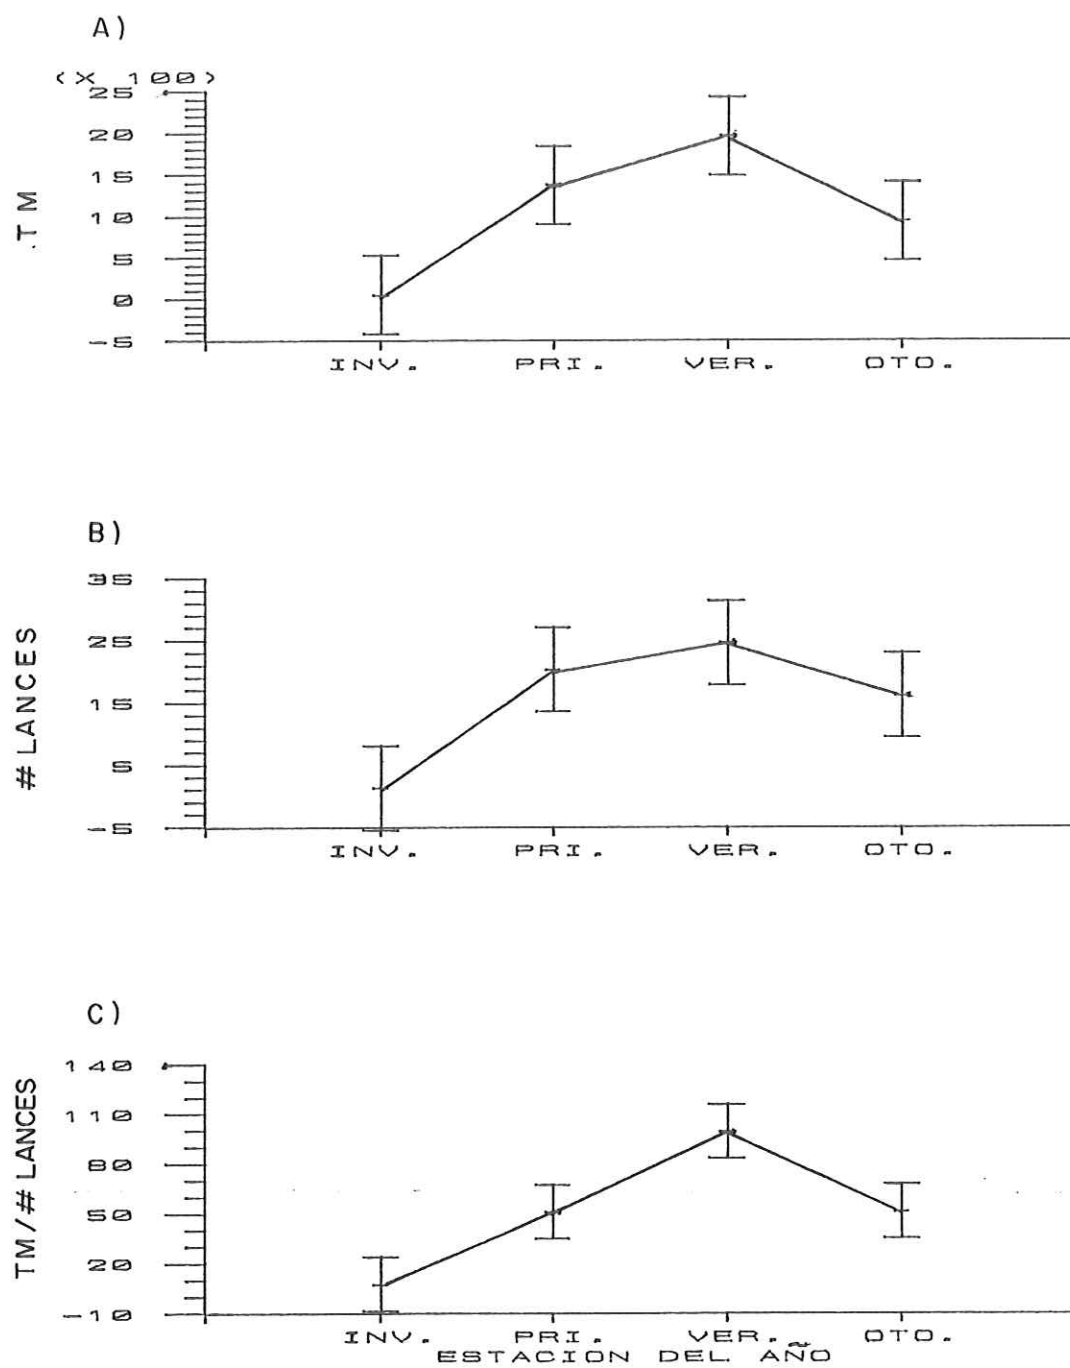 A)
(X 100)
25
20
15
10
5
0
-5
.TM
INV. PRI. VER. OTO.
B)
35
25
15
5
-5
# LANCES
INV. PRI. VER. OTO.
C)
140
110
80
50
20
-10
TM/# LANCES
INV. PRI. VER. OTO.
ESTACION DEL AÑO